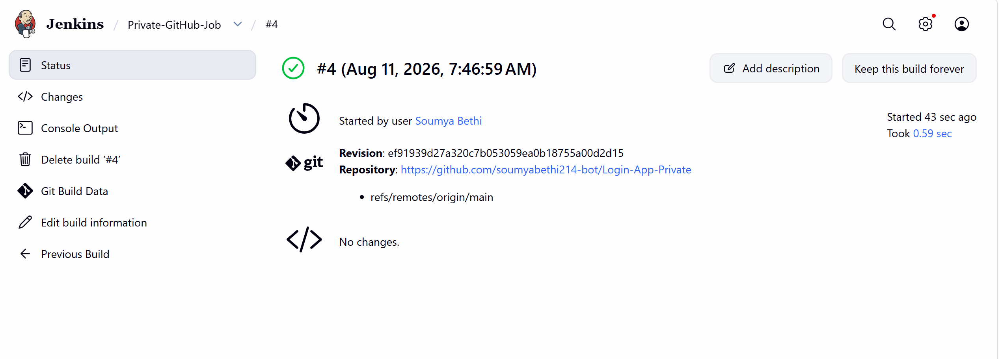 Jenkins / Private-GitHub-Job / #4
Status
Changes
Console Output
Delete build ‘#4’
Git Build Data
Edit build information
Previous Build
#4 (Aug 11, 2026, 7:46:59 AM)
Add description
Keep this build forever
Started by user Soumya Bethi
Started 43 sec ago
Took 0.59 sec
git
Revision: ef91939d27a320c7b053059ea0b18755a00d2d15
Repository: https://github.com/soumyabethi214-bot/Login-App-Private
• refs/remotes/origin/main
No changes.